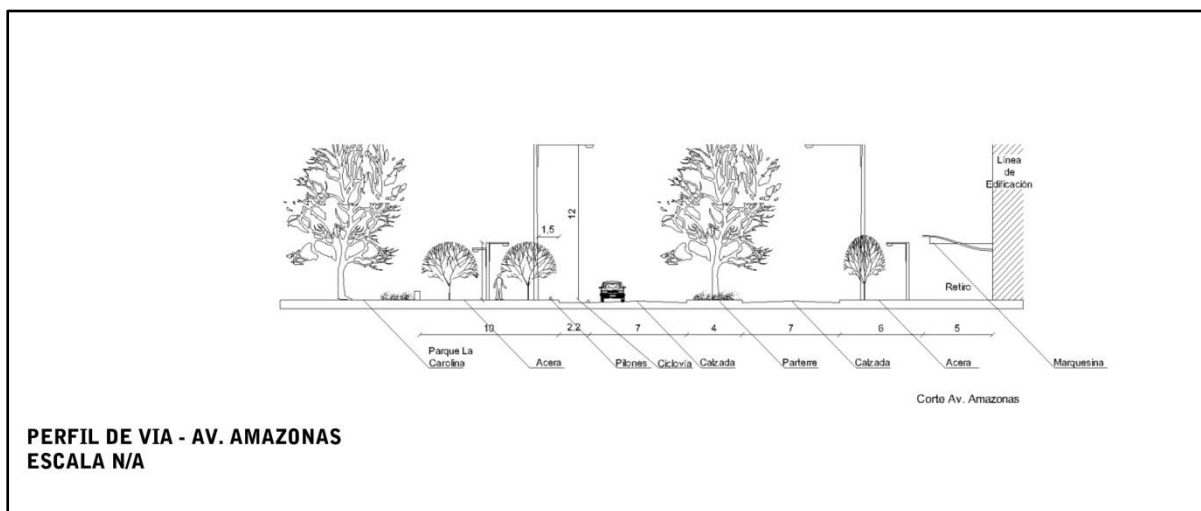 Línea
de
Edificación
12
1,5
Retiro
10 2,2 7 4 7 6 5
Parque La
Carolina
Acera Pilones Ciclovía Calzada Parterre Calzada Acera Marquesina
Corte Av. Amazonas
PERFIL DE VIA - AV. AMAZONAS
ESCALA N/A